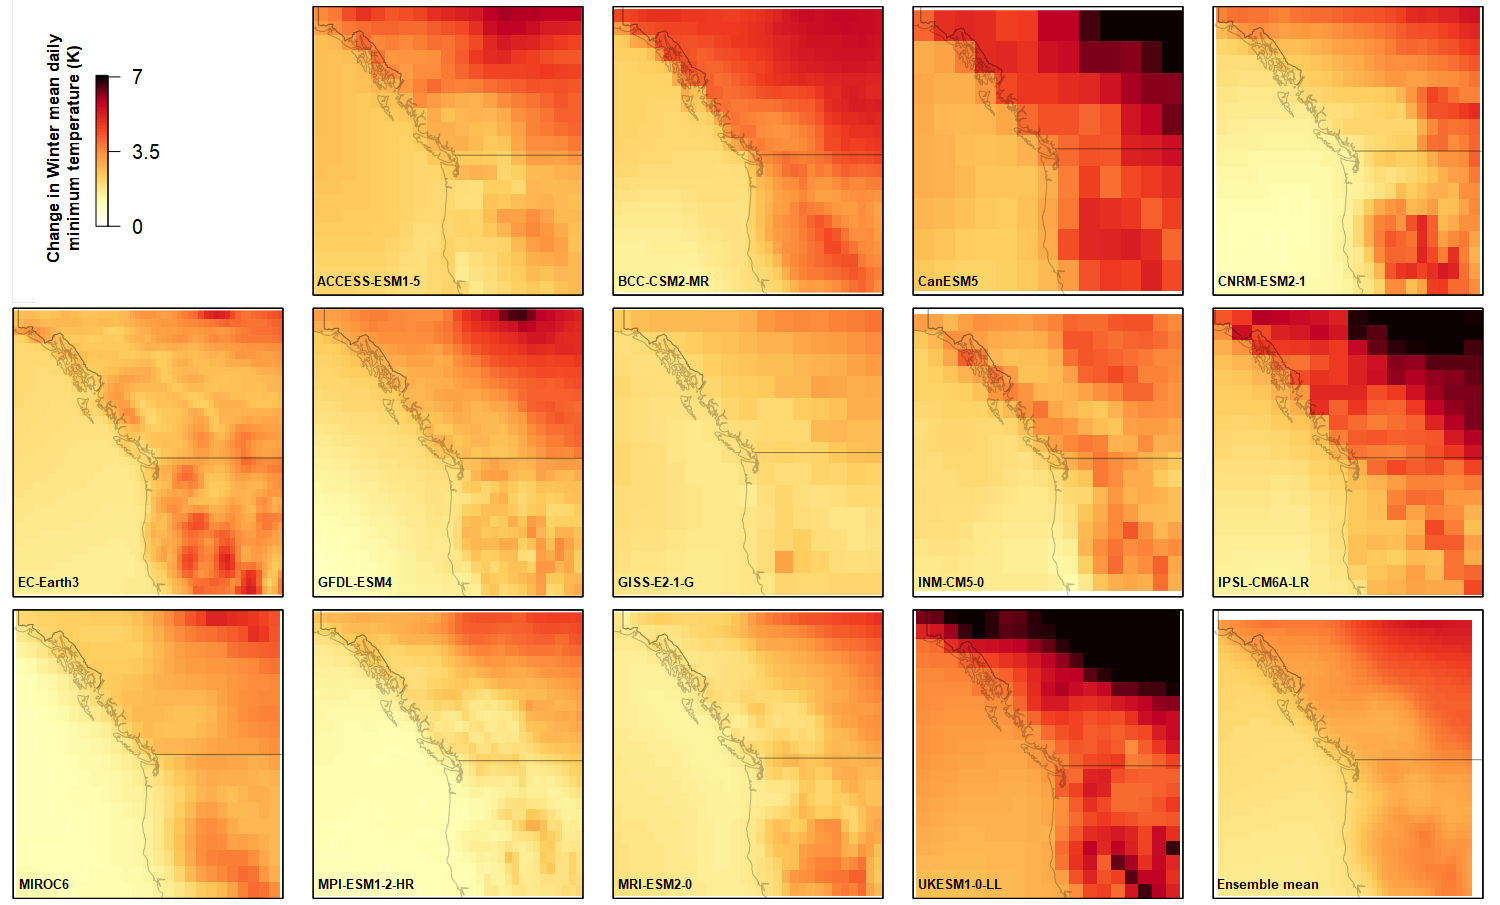 Change in Winter mean daily
minimum temperature (K)
7
3.5
0
ACCESS-ESM1-5
BCC-CSM2-MR
CanESM5
CNRM-ESM2-1
EC-Earth3
GFDL-ESM4
GISS-E2-1-G
INM-CM5-0
IPSL-CM6A-LR
MIROC6
MPI-ESM1-2-HR
MRI-ESM2-0
UKESM1-0-LL
Ensemble mean